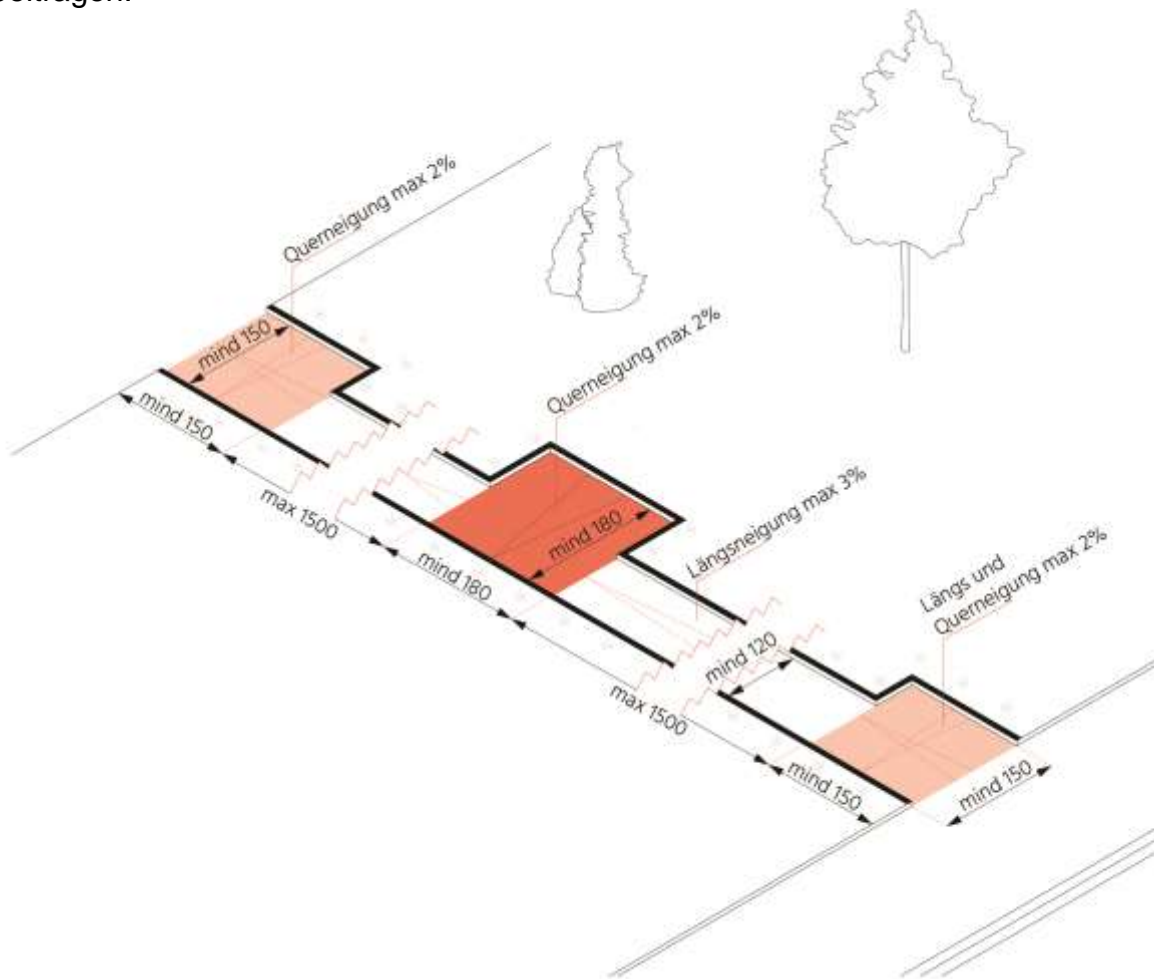 Querneigung max 2%
mind 150
mind 150
max 1500
Querneigung max 2%
mind 180
mind 180
Längsneigung max 3%
max 1500
mind 120
Längs und
Querneigung max 2%
mind 150
mind 150